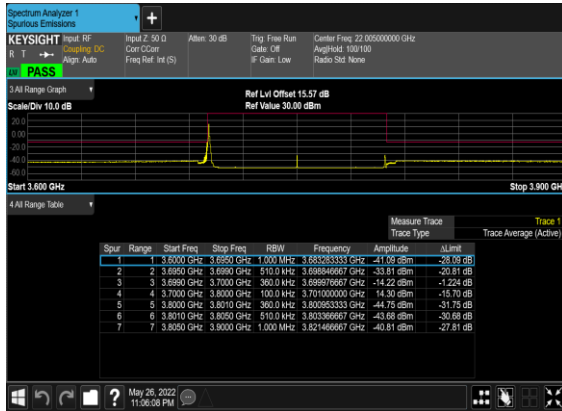 Spectrum Analyzer 1
Spurious Emissions
+
KEYSIGHT Input: RF Input Z: 50 Ω Atten: 30 dB Trig: Free Run Center Freq: 22.005000000 GHz
R T Coupling: DC Corr CCorr Gate: Off Avg|Hold: 100/100
Align: Auto Freq Ref: Int (S) IF Gain: Low Radio Std: None
PASS
3 All Range Graph
Ref Lvl Offset 15.57 dB
Scale/Div 10.0 dB Ref Value 30.00 dBm
20.0
0.00
-20.0
-40.0
-60.0
Start 3.600 GHz Stop 3.900 GH
4 All Range Table
Measure Trace Trace 1
Trace Type Trace Average (Active)
Spur Range Start Freq Stop Freq RBW Frequency Amplitude ΔLimit
1 1 3.6000 GHz 3.6950 GHz 1.000 MHz 3.683283333 GHz -41.09 dBm -28.09 dB
2 2 3.6950 GHz 3.6990 GHz 510.0 kHz 3.698846667 GHz -33.81 dBm -20.81 dB
3 3 3.6990 GHz 3.7000 GHz 360.0 kHz 3.699976667 GHz -14.22 dBm -1.224 dB
4 4 3.7000 GHz 3.8000 GHz 100.0 kHz 3.701000000 GHz 14.30 dBm -15.70 dB
5 5 3.8000 GHz 3.8010 GHz 360.0 kHz 3.800953333 GHz -44.75 dBm -31.75 dB
6 6 3.8010 GHz 3.8050 GHz 510.0 kHz 3.803366667 GHz -43.68 dBm -30.68 dB
7 7 3.8050 GHz 3.9000 GHz 1.000 MHz 3.821466667 GHz -40.81 dBm -27.81 dB
? May 26, 2022
11:06:08 PM